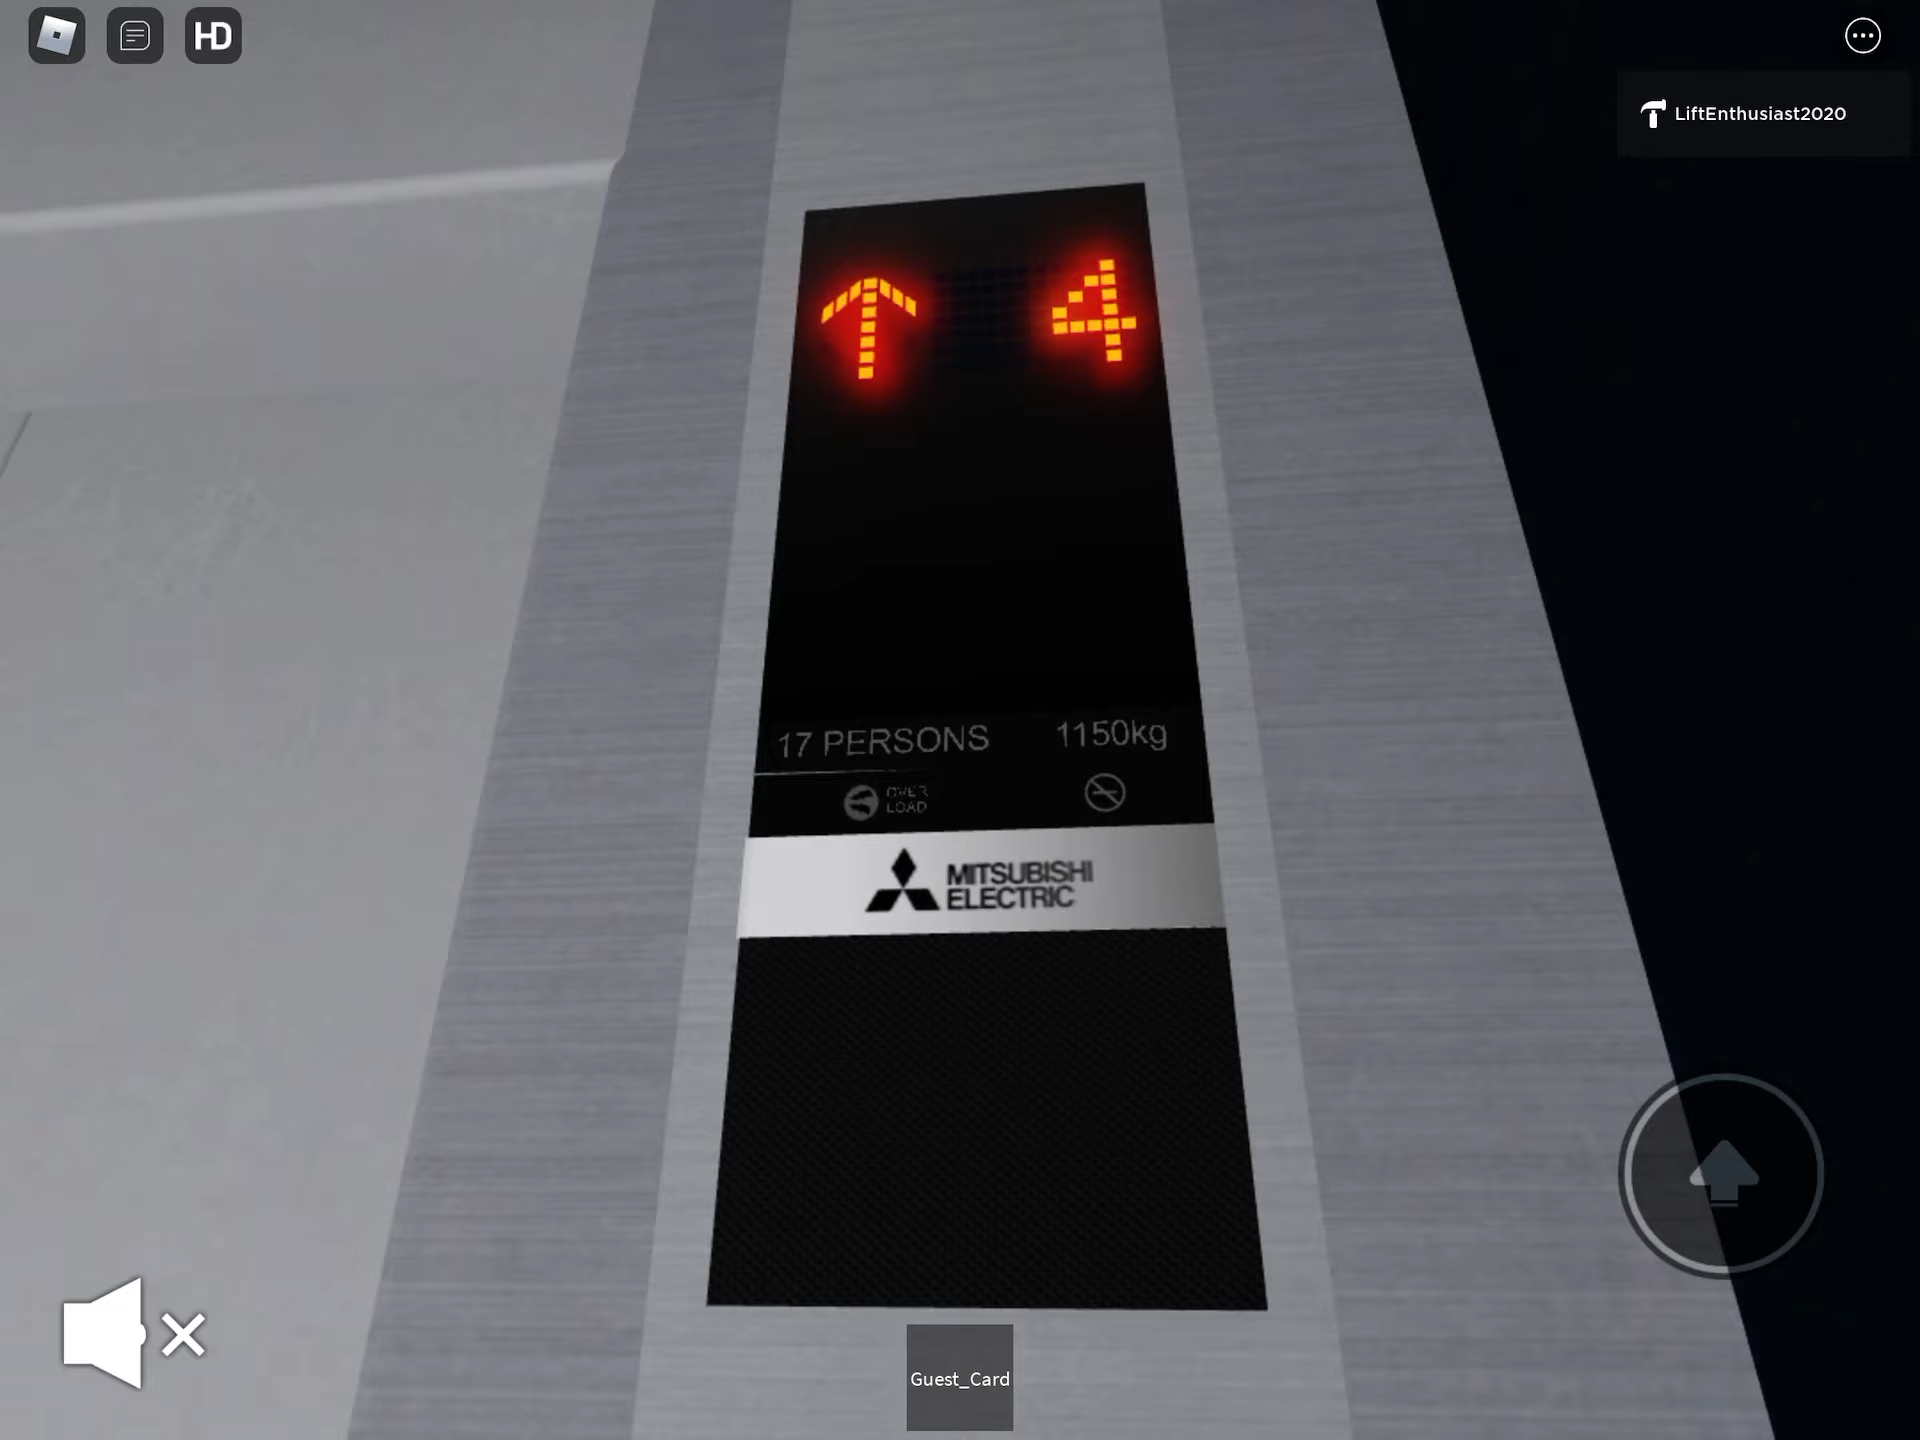 HD
LiftEnthusiast2020
4
17 PERSONS 1150kg
OVER
LOAD
MITSUBISHI
ELECTRIC
Guest_Card